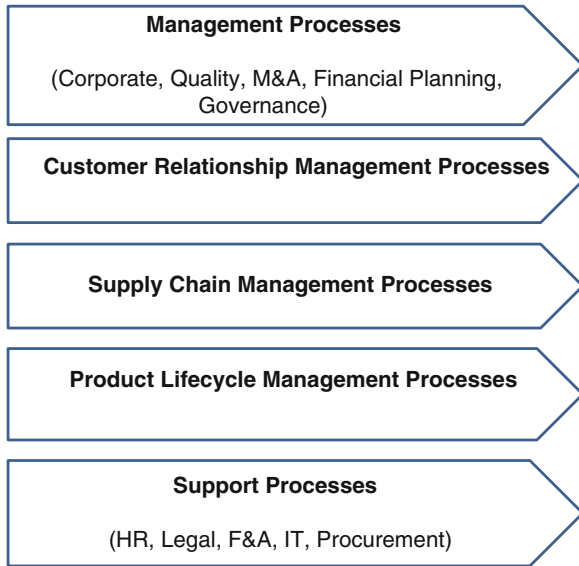 Management Processes
(Corporate, Quality, M&A, Financial Planning,
Governance)
Customer Relationship Management Processes
Supply Chain Management Processes
Product Lifecycle Management Processes
Support Processes
(HR, Legal, F&A, IT, Procurement)